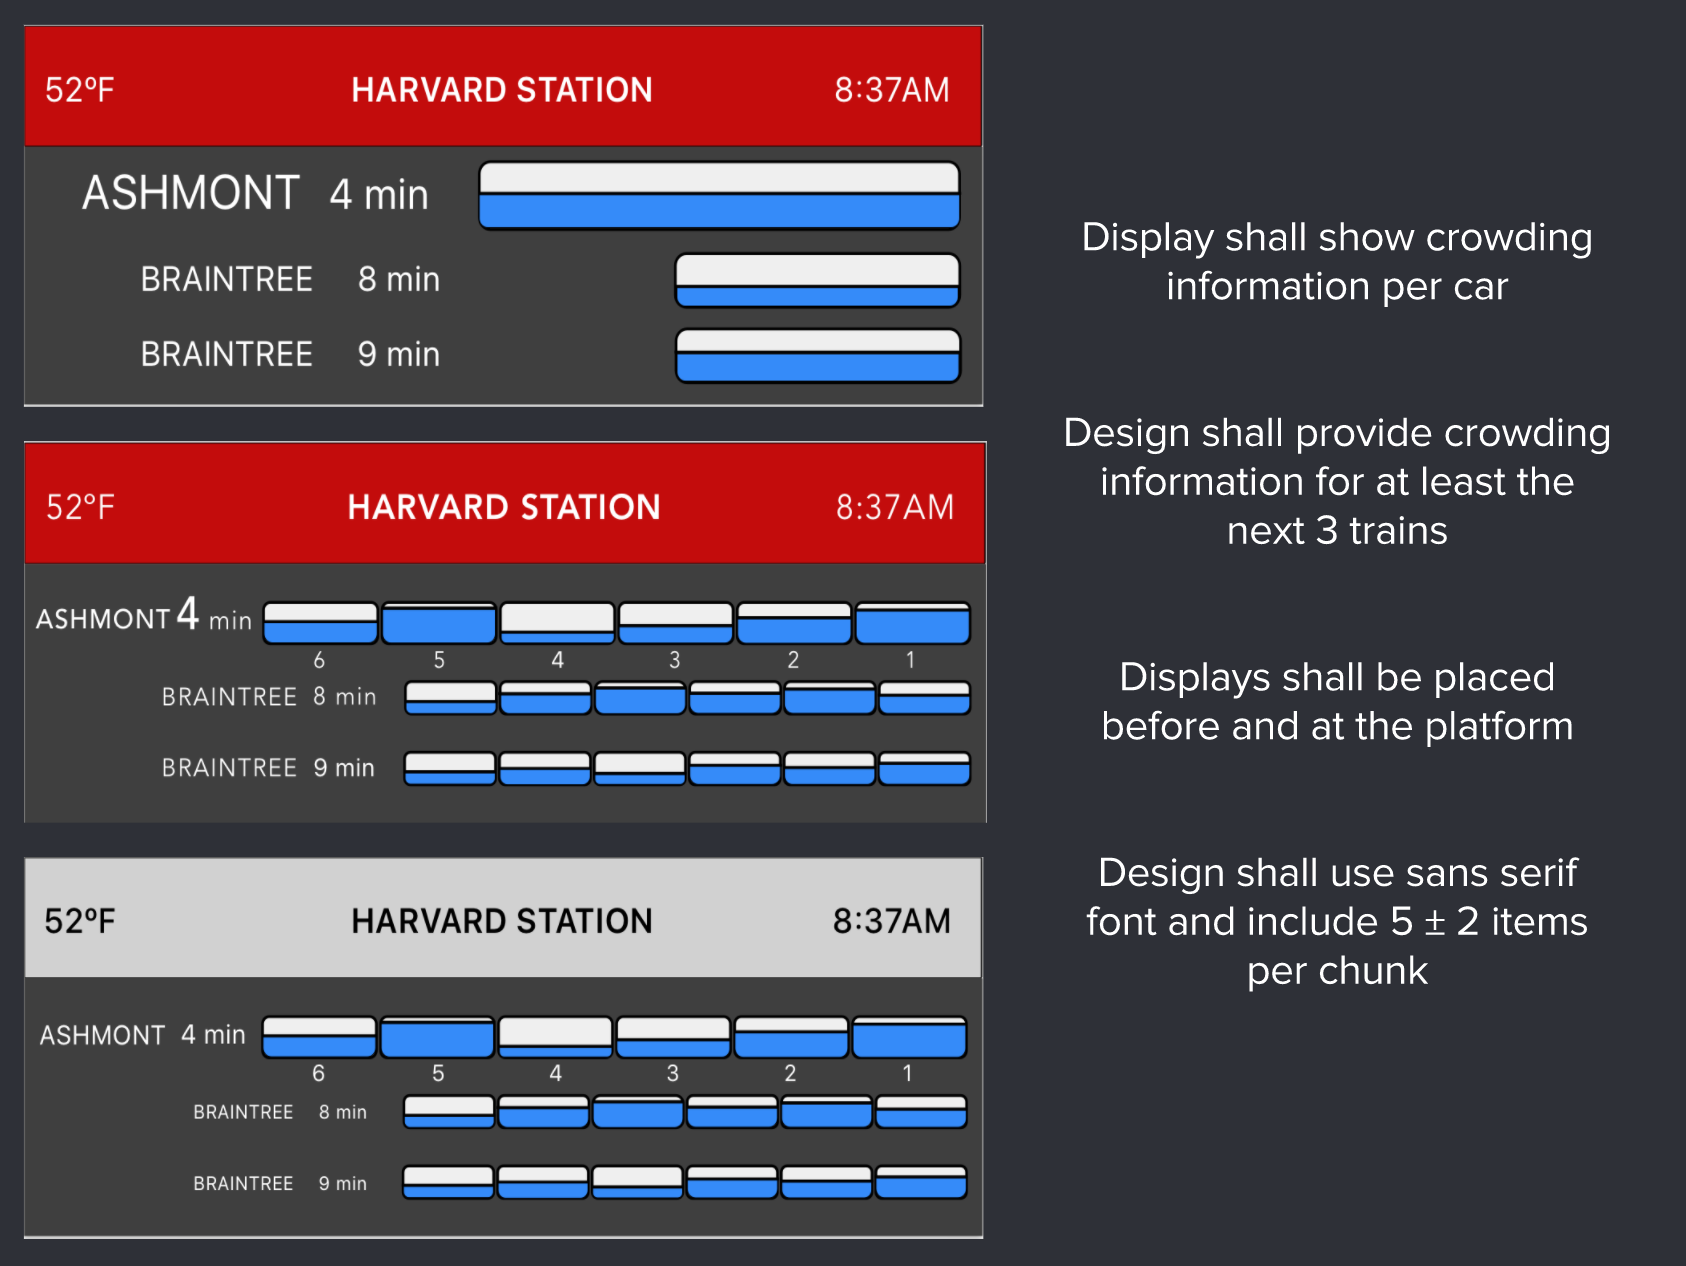 52ºF HARVARD STATION 8:37AM
ASHMONT 4 min
BRAINTREE 8 min
BRAINTREE 9 min
52°F HARVARD STATION 8:37AM
ASHMONT 4 min
6 5 4 3 2 1
BRAINTREE 8 min
BRAINTREE 9 min
52ºF HARVARD STATION 8:37AM
ASHMONT 4 min
6 5 4 3 2 1
BRAINTREE 8 min
BRAINTREE 9 min
Display shall show crowding
information per car
Design shall provide crowding
information for at least the
next 3 trains
Displays shall be placed
before and at the platform
Design shall use sans serif
font and include 5 ± 2 items
per chunk